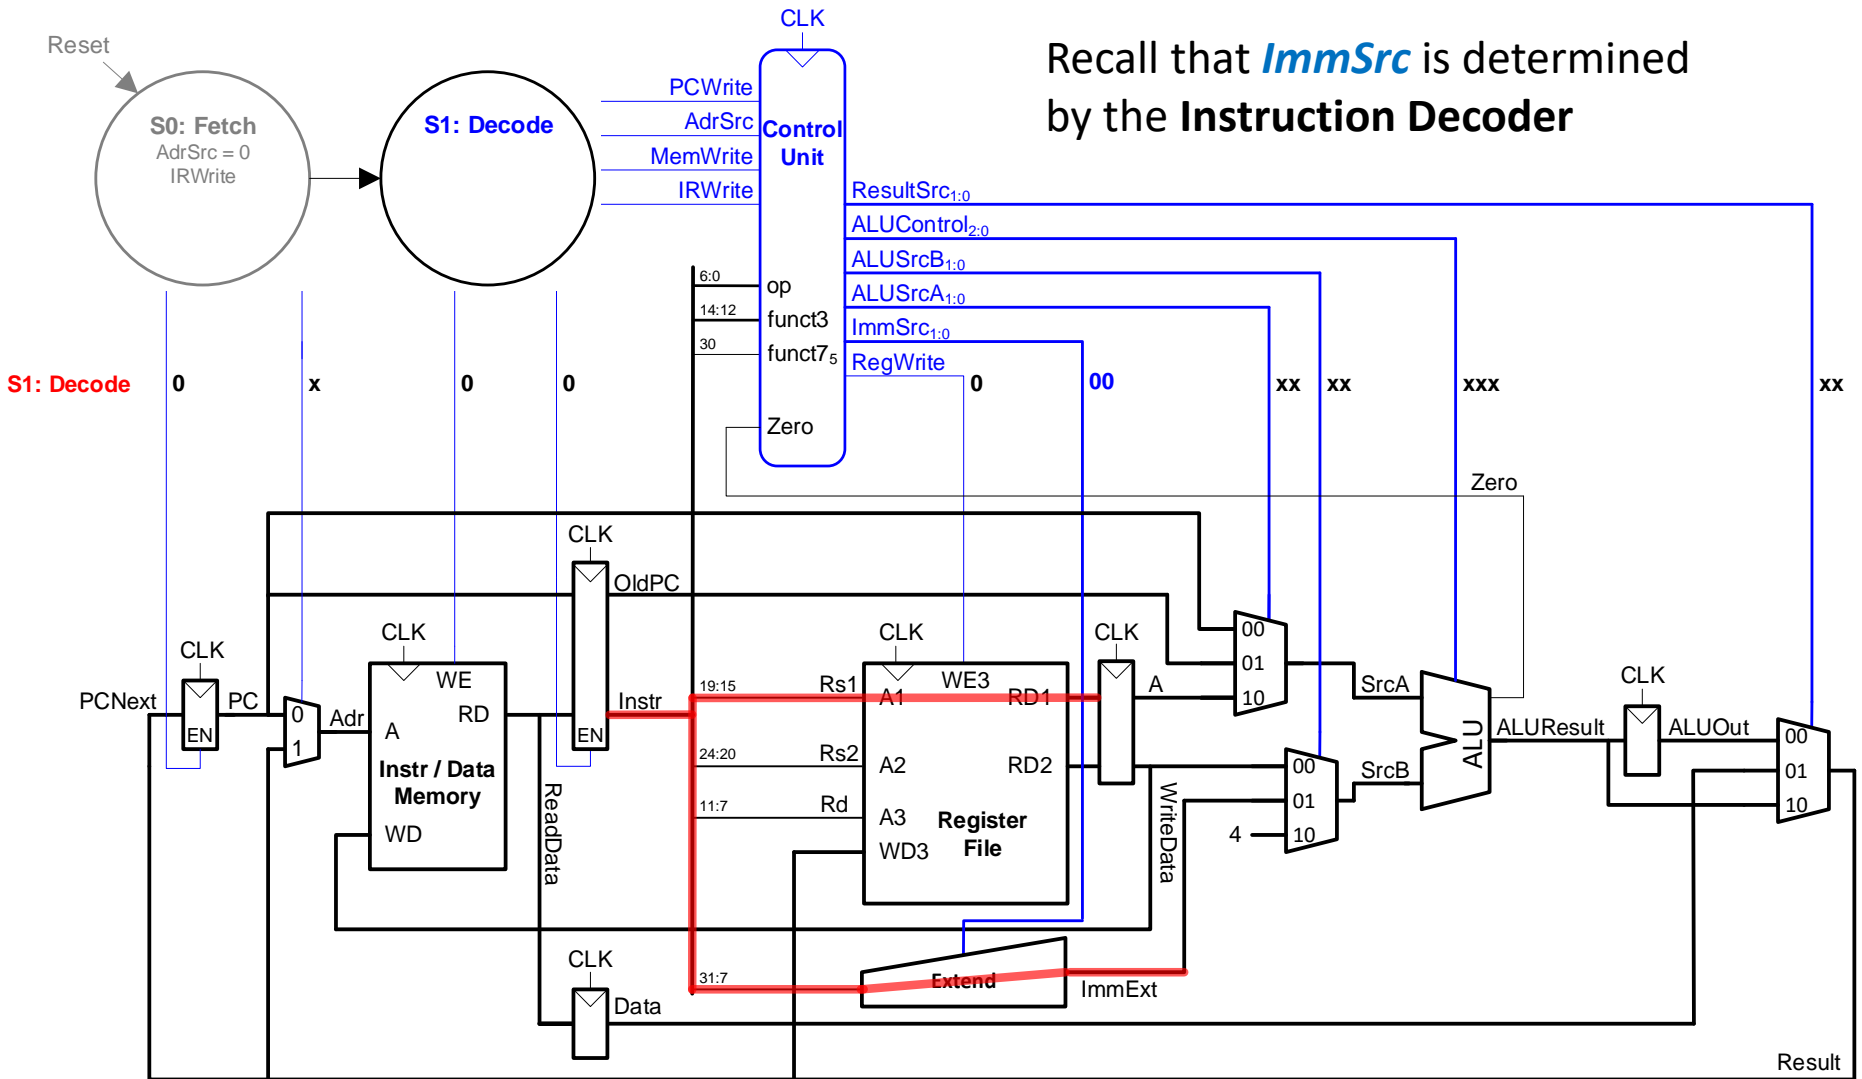 CLK
Reset
Recall that ImmSrc is determined
by the Instruction Decoder
S0: Fetch
AdrSrc = 0
IRWrite
S1: Decode
PCWrite
AdrSrc
MemWrite
IRWrite
Control
Unit
ResultSrc1:0
ALUControl2:0
ALUSrcB1:0
ALUSrcA1:0
ImmSrc1:0
RegWrite
6:0
op
14:12
funct3
30
funct75
Zero
S1: Decode
0
x
0
0
0
00
xx
xx
xxx
xx
Zero
CLK
OldPC
CLK
CLK
CLK
CLK
CLK
PCNext
PC
EN
0
1
Adr
WE
A
RD
Instr / Data
Memory
WD
ReadData
Instr
EN
19:15
Rs1
A1
WE3
RD1
24:20
Rs2
A2
RD2
11:7
Rd
A3
WD3
Register
File
A
WriteData
00
01
10
SrcA
00
01
10
4
SrcB
ALU
ALUResult
ALUOut
00
01
10
31:7
Extend
ImmExt
CLK
Data
Result